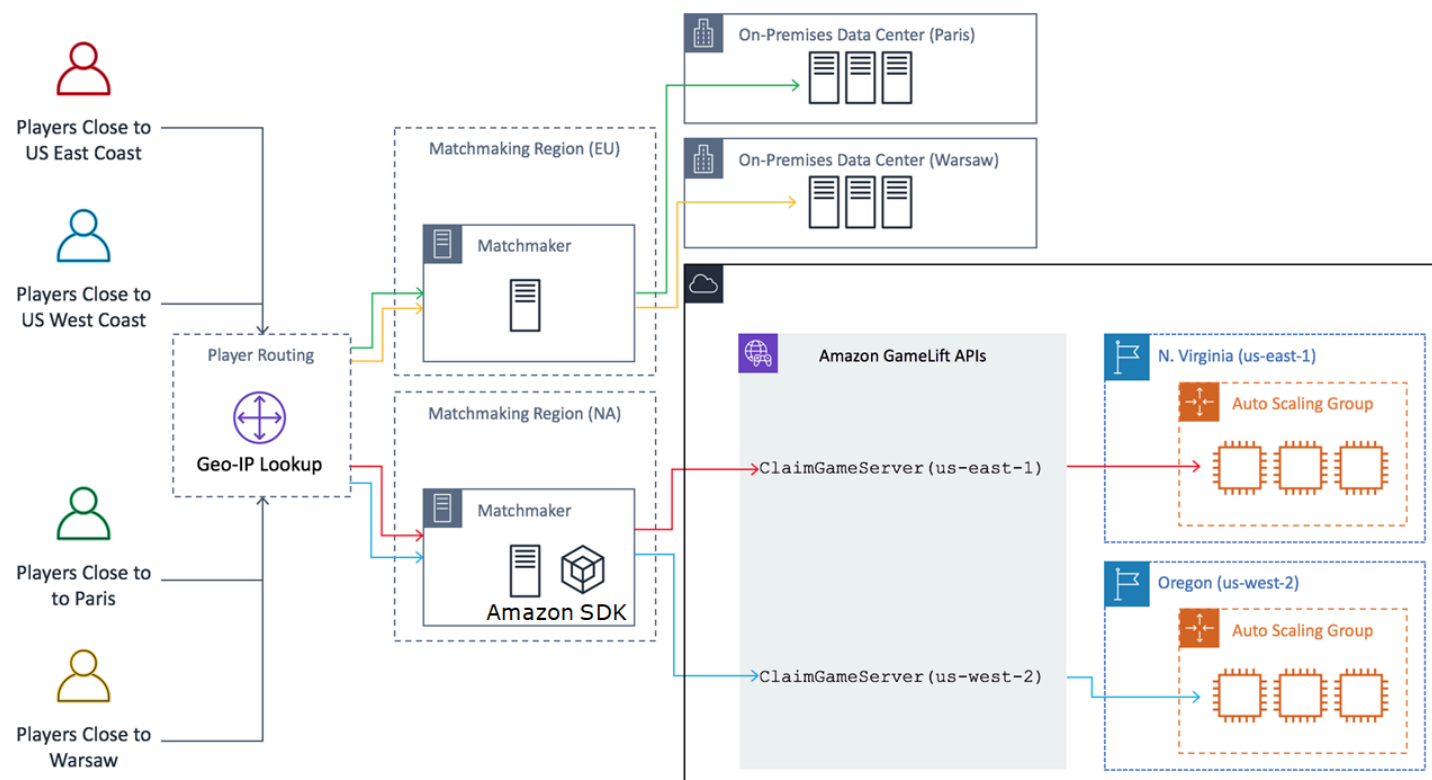 Players Close to
US East Coast
Players Close to
US West Coast
Player Routing
Geo-IP Lookup
Players Close to
to Paris
Players Close to
Warsaw
Matchmaking Region (EU)
Matchmaker
Matchmaking Region (NA)
Matchmaker
Amazon SDK
On-Premises Data Center (Paris)
On-Premises Data Center (Warsaw)
Amazon GameLift APIs
ClaimGameServer(us-east-1)
ClaimGameServer(us-west-2)
N. Virginia (us-east-1)
Auto Scaling Group
Oregon (us-west-2)
Auto Scaling Group